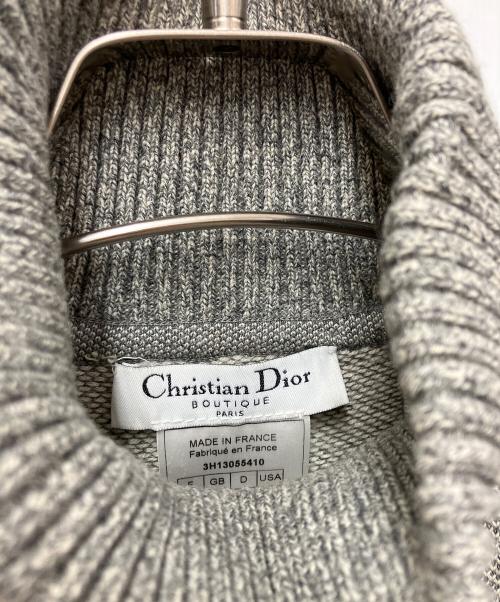 Christian Dior
BOUTIQUE
PARIS
MADE IN FRANCE
Fabriqué en France
3H13055410
F GB D USA